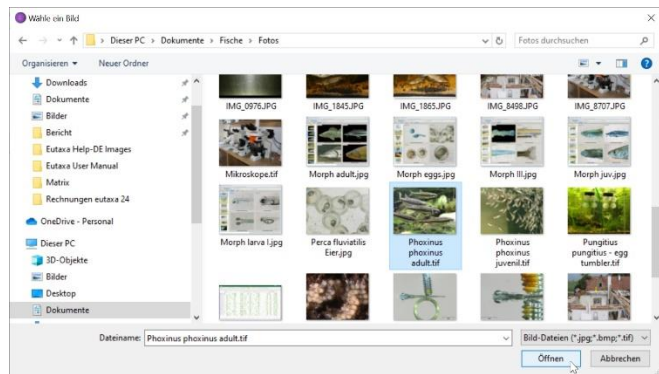 Wähle ein Bild
Dieser PC > Dokumente > Fische > Fotos
Fotos durchsuchen
Organisieren
Neuer Ordner
Downloads
Dokumente
Bilder
Bericht
Eutaxa Help-DE Images
Eutaxa User Manual
Matrix
Rechnungen eutaxa 24
OneDrive - Personal
Dieser PC
3D-Objekte
Bilder
Desktop
Dokumente
IMG_0976.JPG
IMG_1845.JPG
IMG_1865.JPG
IMG_8498.JPG
IMG_8707.JPG
Mikroskope.tif
Morph adult.jpg
Morph eggs.jpg
Morph III.jpg
Morph juv.jpg
Morph larva I.jpg
Perca fluviatilis
Eier.jpg
Phoxinus
phoxinus
adult.tif
Phoxinus
phoxinus
juvenil.tif
Pungitius
pungitius - egg
tumbler.tif
Dateiname:
Phoxinus phoxinus adult.tif
Bild-Dateien (*.jpg;*.bmp;*.tif)
Öffnen
Abbrechen